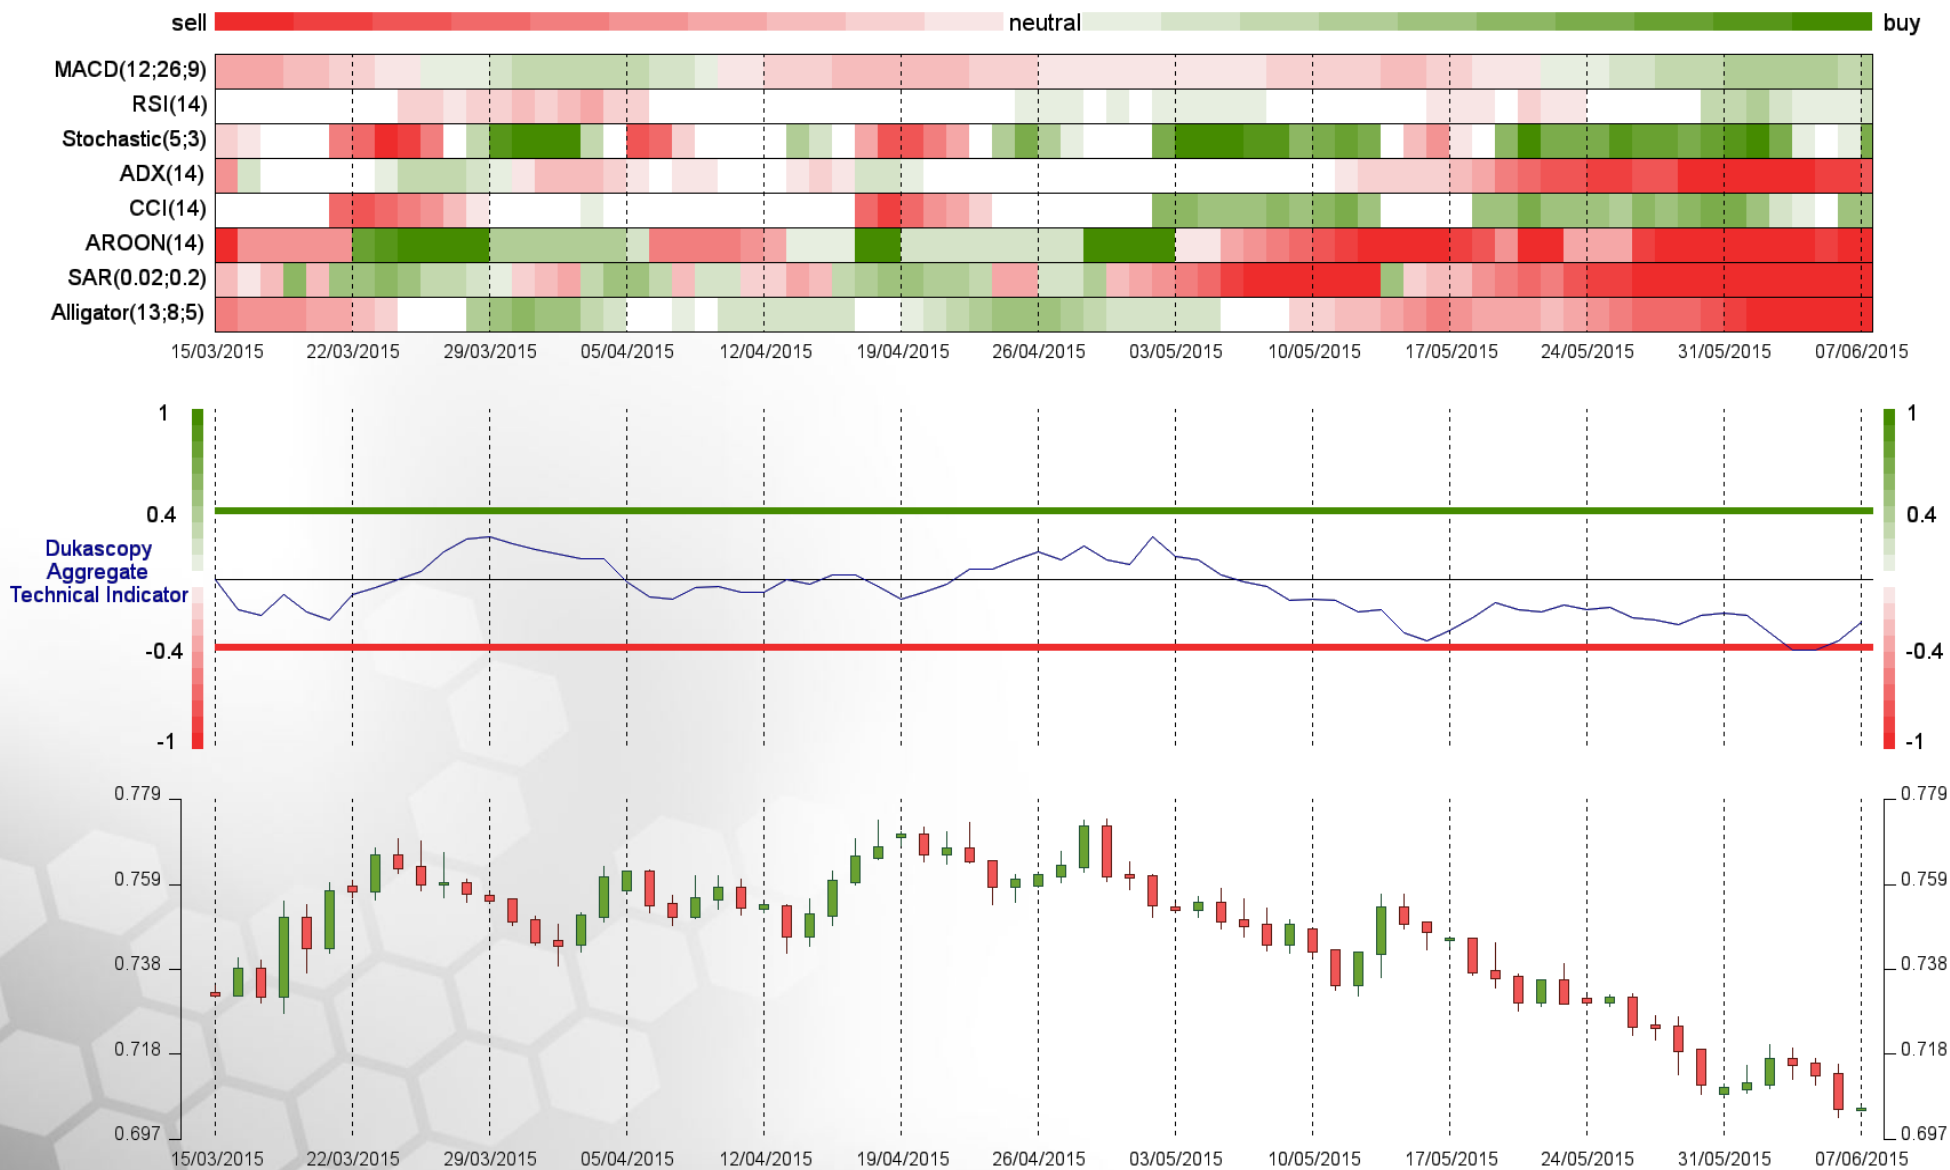 sell neutral buy
MACD(12;26;9)
RSI(14)
Stochastic(5;3)
ADX(14)
CCI(14)
AROON(14)
SAR(0.02;0.2)
Alligator(13;8;5)
15/03/2015 22/03/2015 29/03/2015 05/04/2015 12/04/2015 19/04/2015 26/04/2015 03/05/2015 10/05/2015 17/05/2015 24/05/2015 31/05/2015 07/06/2015
1 1
0.4 0.4
Dukascopy
Aggregate
Technical Indicator
-0.4 -0.4
-1 -1
0.779 0.779
0.759 0.759
0.738 0.738
0.718 0.718
0.697 0.697
15/03/2015 22/03/2015 29/03/2015 05/04/2015 12/04/2015 19/04/2015 26/04/2015 03/05/2015 10/05/2015 17/05/2015 24/05/2015 31/05/2015 07/06/2015